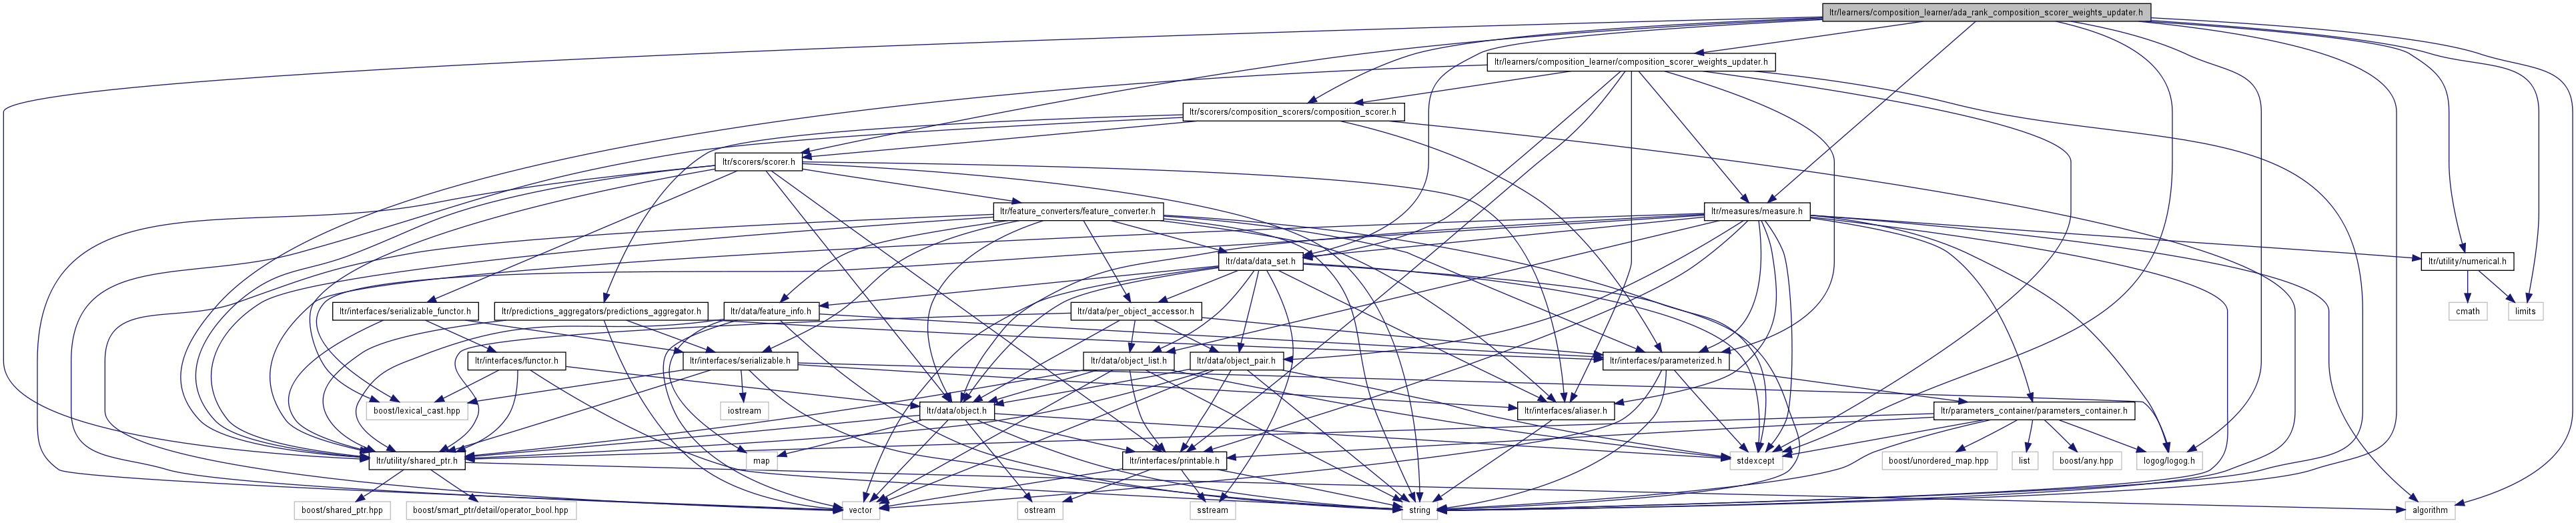 ltr/learners/composition_learner/ada_rank_composition_scorer_weights_updater.h
ltr/learners/composition_learner/composition_scorer_weights_updater.h
ltr/scorers/composition_scorers/composition_scorer.h
ltr/scorers/scorer.h
ltr/feature_converters/feature_converter.h
ltr/measures/measure.h
ltr/data/data_set.h
ltr/utility/numerical.h
ltr/interfaces/serializable_functor.h
ltr/predictions_aggregators/predictions_aggregator.h
ltr/data/feature_info.h
ltr/data/per_object_accessor.h
cmath
limits
ltr/interfaces/functor.h
ltr/interfaces/serializable.h
ltr/data/object_list.h
ltr/data/object_pair.h
ltr/interfaces/parameterized.h
boost/lexical_cast.hpp
iostream
ltr/data/object.h
ltr/interfaces/aliaser.h
ltr/parameters_container/parameters_container.h
ltr/utility/shared_ptr.h
map
ltr/interfaces/printable.h
stdexcept
boost/unordered_map.hpp
list
boost/any.hpp
logog/logog.h
boost/shared_ptr.hpp
boost/smart_ptr/detail/operator_bool.hpp
vector
ostream
sstream
string
algorithm